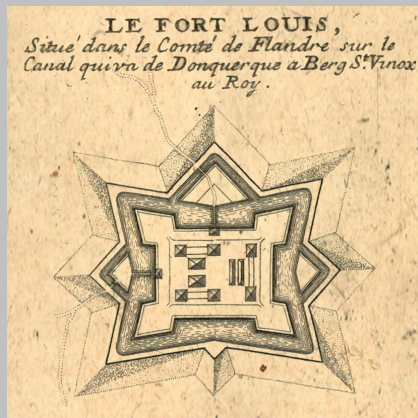 LE FORT LOUIS,
Situé dans le Comté de Flandre sur le
Canal qui va de Donquerque a Berg St. Vinox
au Roy.